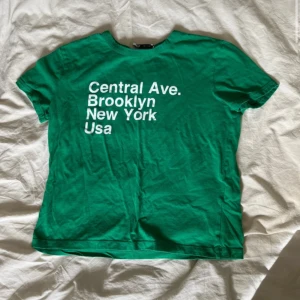 Central Ave.
Brooklyn
New York
Usa